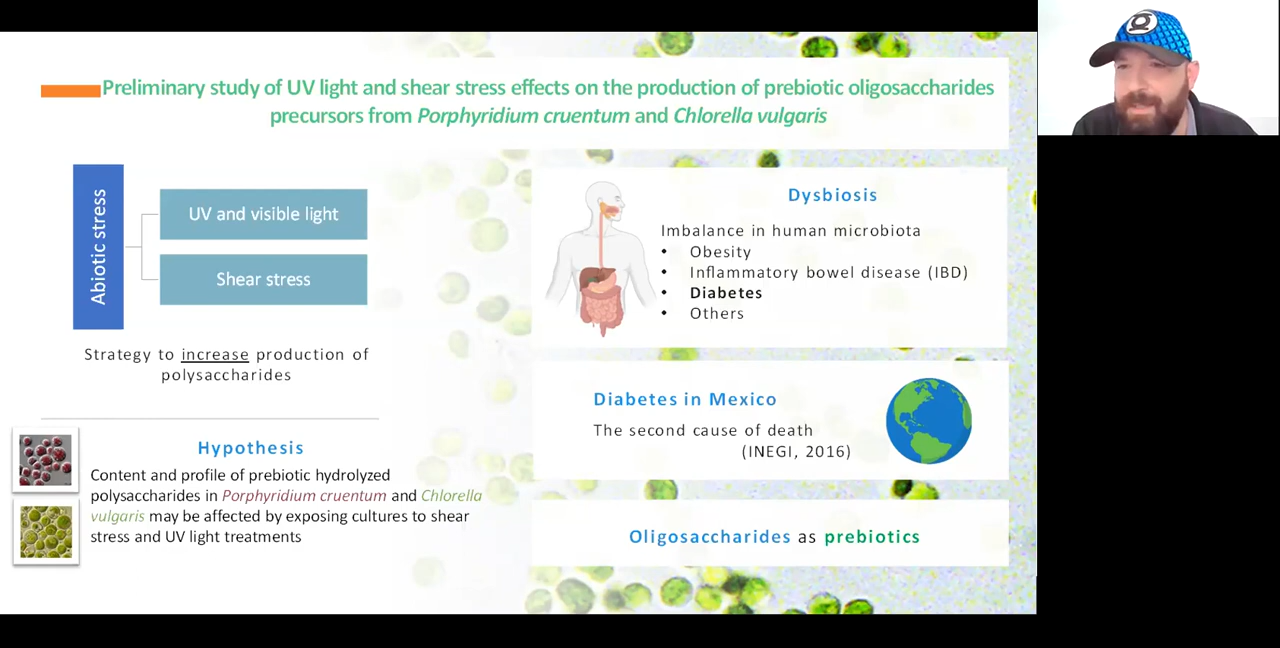 Preliminary study of UV light and shear stress effects on the production of prebiotic oligosaccharides
precursors from Porphyridium cruentum and Chlorella vulgaris
Abiotic stress
UV and visible light
Shear stress
Strategy to increase production of
polysaccharides
Hypothesis
Content and profile of prebiotic hydrolyzed
polysaccharides in Porphyridium cruentum and Chlorella
vulgaris may be affected by exposing cultures to shear
stress and UV light treatments
Dysbiosis
Imbalance in human microbiota
• Obesity
• Inflammatory bowel disease (IBD)
• Diabetes
• Others
Diabetes in Mexico
The second cause of death
(INEGI, 2016)
Oligosaccharides as prebiotics